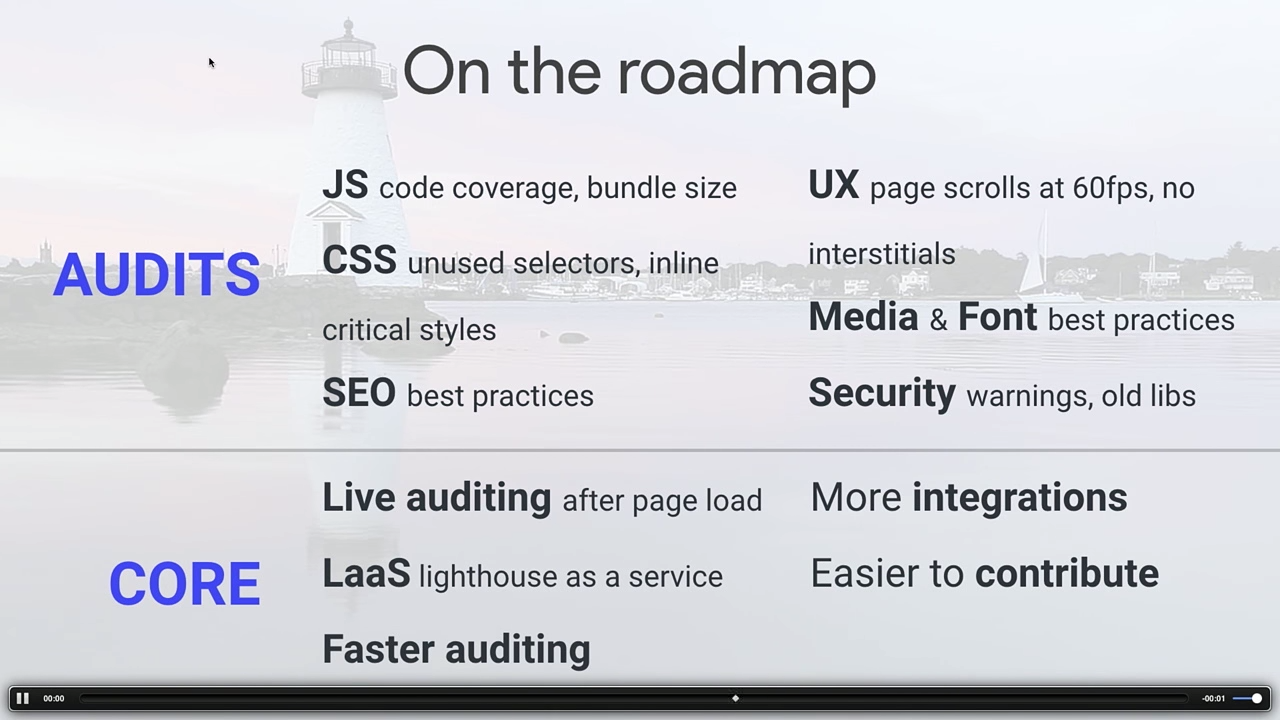 On the roadmap
AUDITS
JS code coverage, bundle size
CSS unused selectors, inline
critical styles
SEO best practices
UX page scrolls at 60fps, no
interstitials
Media & Font best practices
Security warnings, old libs
CORE
Live auditing after page load
LaaS lighthouse as a service
Faster auditing
More integrations
Easier to contribute
00:00
-00:01